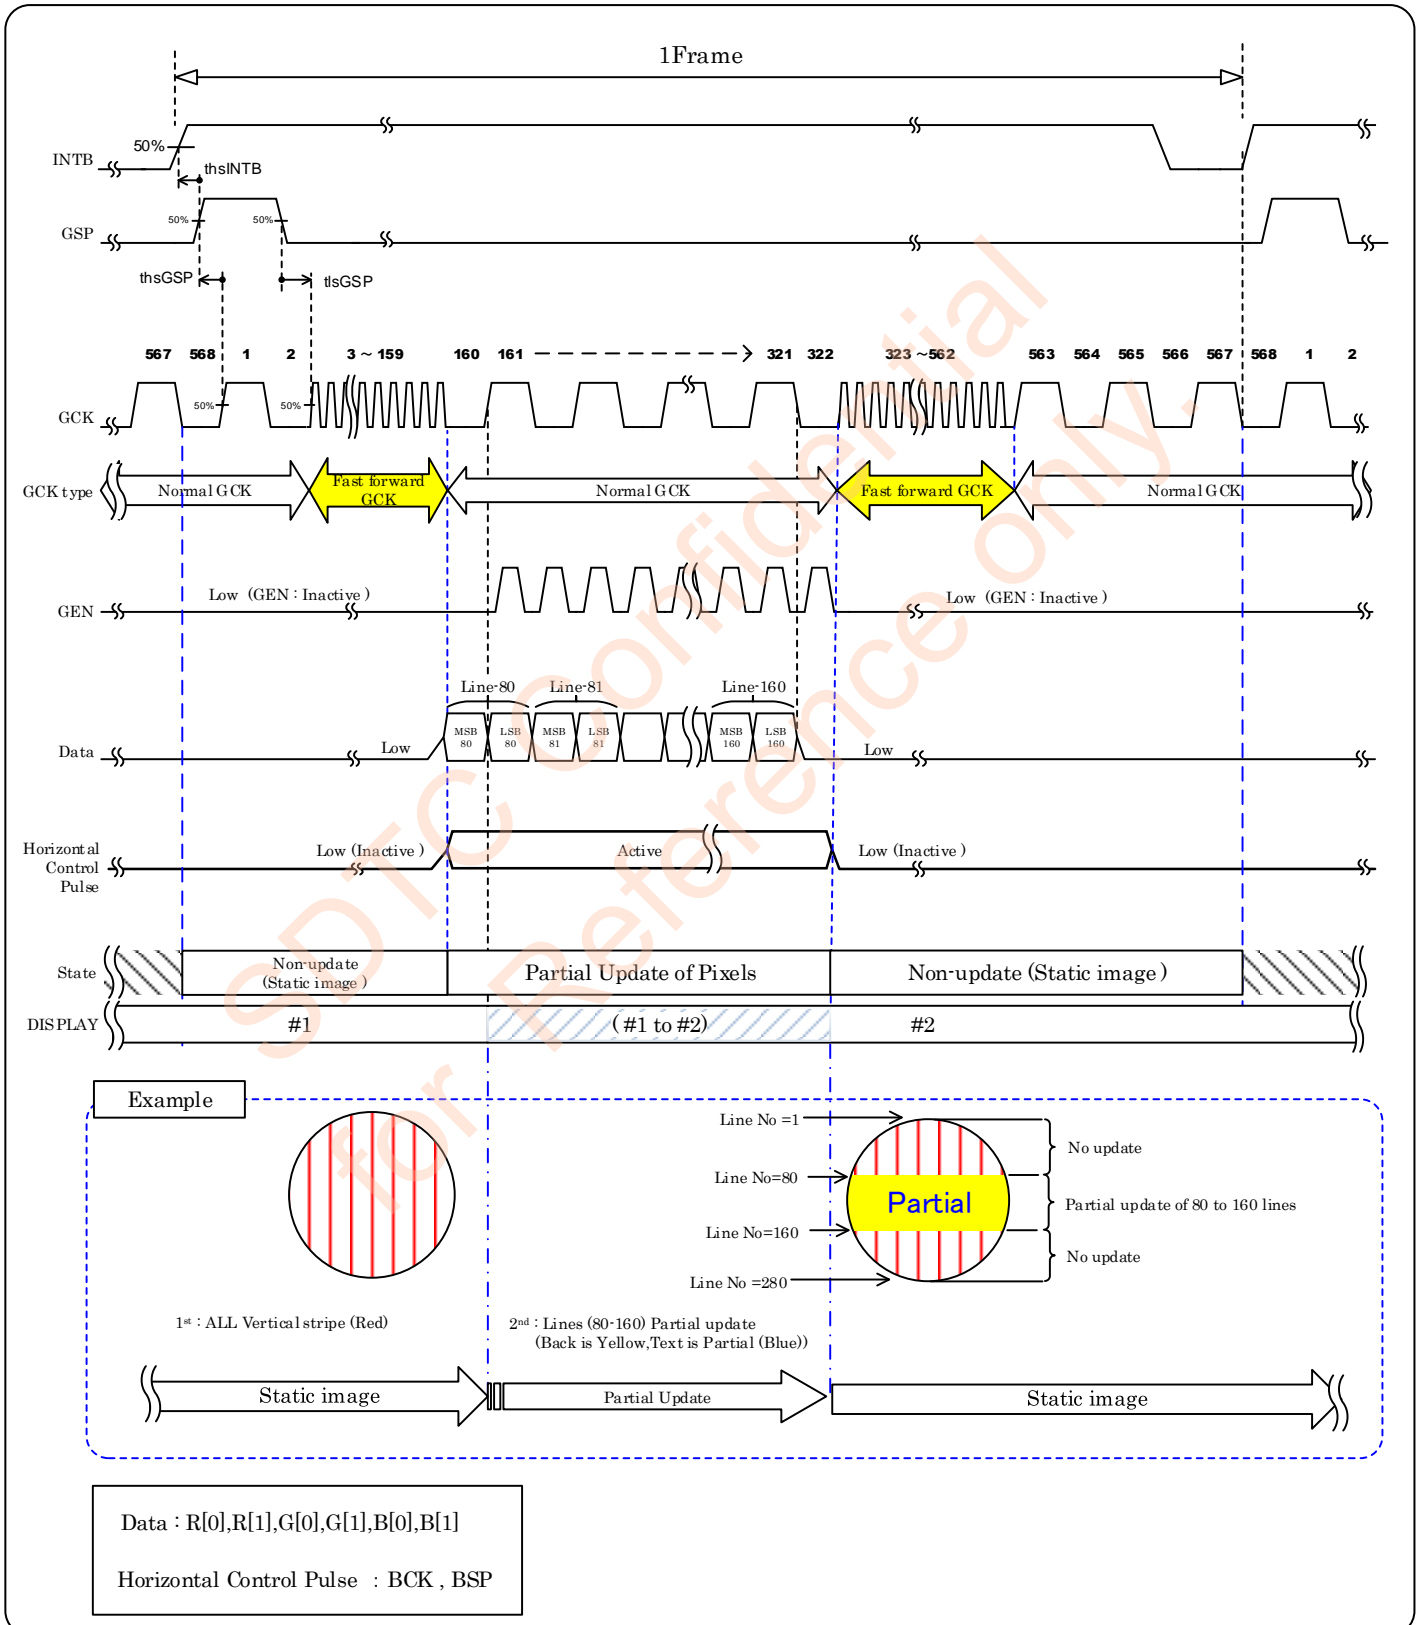 1Frame
50%
INTB
thsINTB
50%
50%
GSP
thsGSP
tlsGSP
567 568 1 2 3 ~ 159 160 161 321 322 323 ~ 562 563 564 565 566 567 568 1 2
50%
50%
GCK
GCK type
Normal GCK
Fast forward
GCK
Normal GCK
Fast forward GCK
Normal GCK
Low (GEN : Inactive )
Low (GEN : Inactive )
GEN
Line-80 Line-81 Line-160
MSB
80
LSB
80
MSB
81
LSB
81
MSB
160
LSB
160
Data
Low
Low
Horizontal
Control
Pulse
Low (Inactive )
Active
Low (Inactive )
State
Non-update
(Static image )
Partial Update of Pixels
Non-update (Static image )
DISPLAY
#1
( #1 to #2)
#2
Example
Line No =1
Line No=80
Line No=160
Line No =280
Partial
No update
Partial update of 80 to 160 lines
No update
1st : ALL Vertical stripe (Red)
2nd : Lines (80-160) Partial update
(Back is Yellow,Text is Partial (Blue))
Static image
Partial Update
Static image
Data : R[0],R[1],G[0],G[1],B[0],B[1]
Horizontal Control Pulse : BCK , BSP
SDTC Confidential
for Reference only.